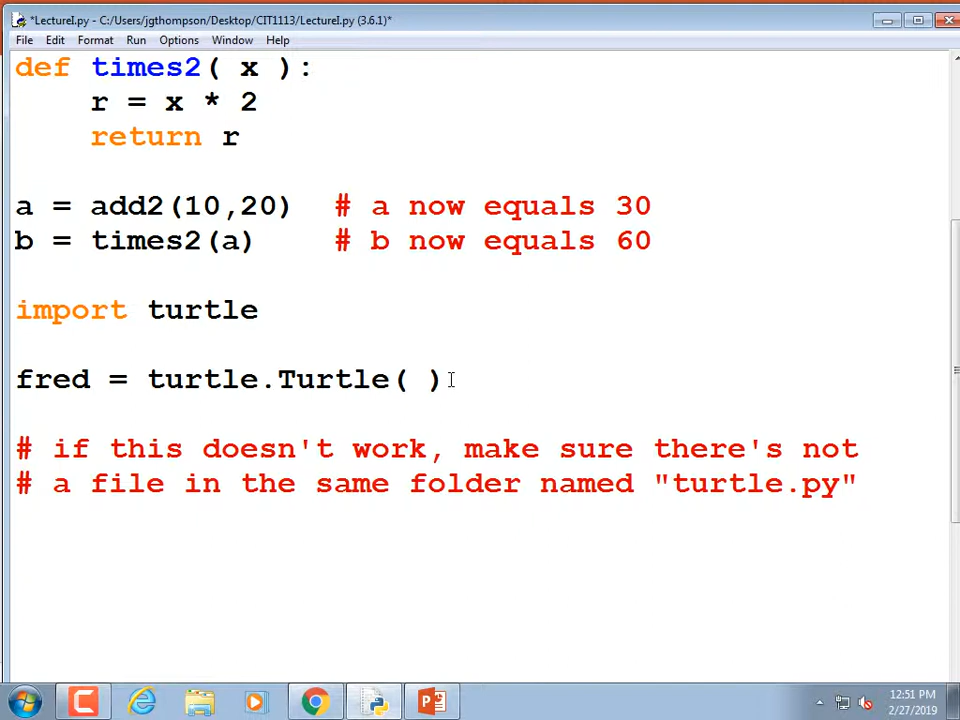 *LectureI.py - C:/Users/jgthompson/Desktop/CIT1113/LectureI.py (3.6.1)*
File Edit Format Run Options Window Help
def times2( x ):
    r = x * 2
    return r
a = add2(10,20)  # a now equals 30
b = times2(a)    # b now equals 60
import turtle
fred = turtle.Turtle( )
# if this doesn't work, make sure there's not
# a file in the same folder named "turtle.py"
12:51 PM
2/27/2019